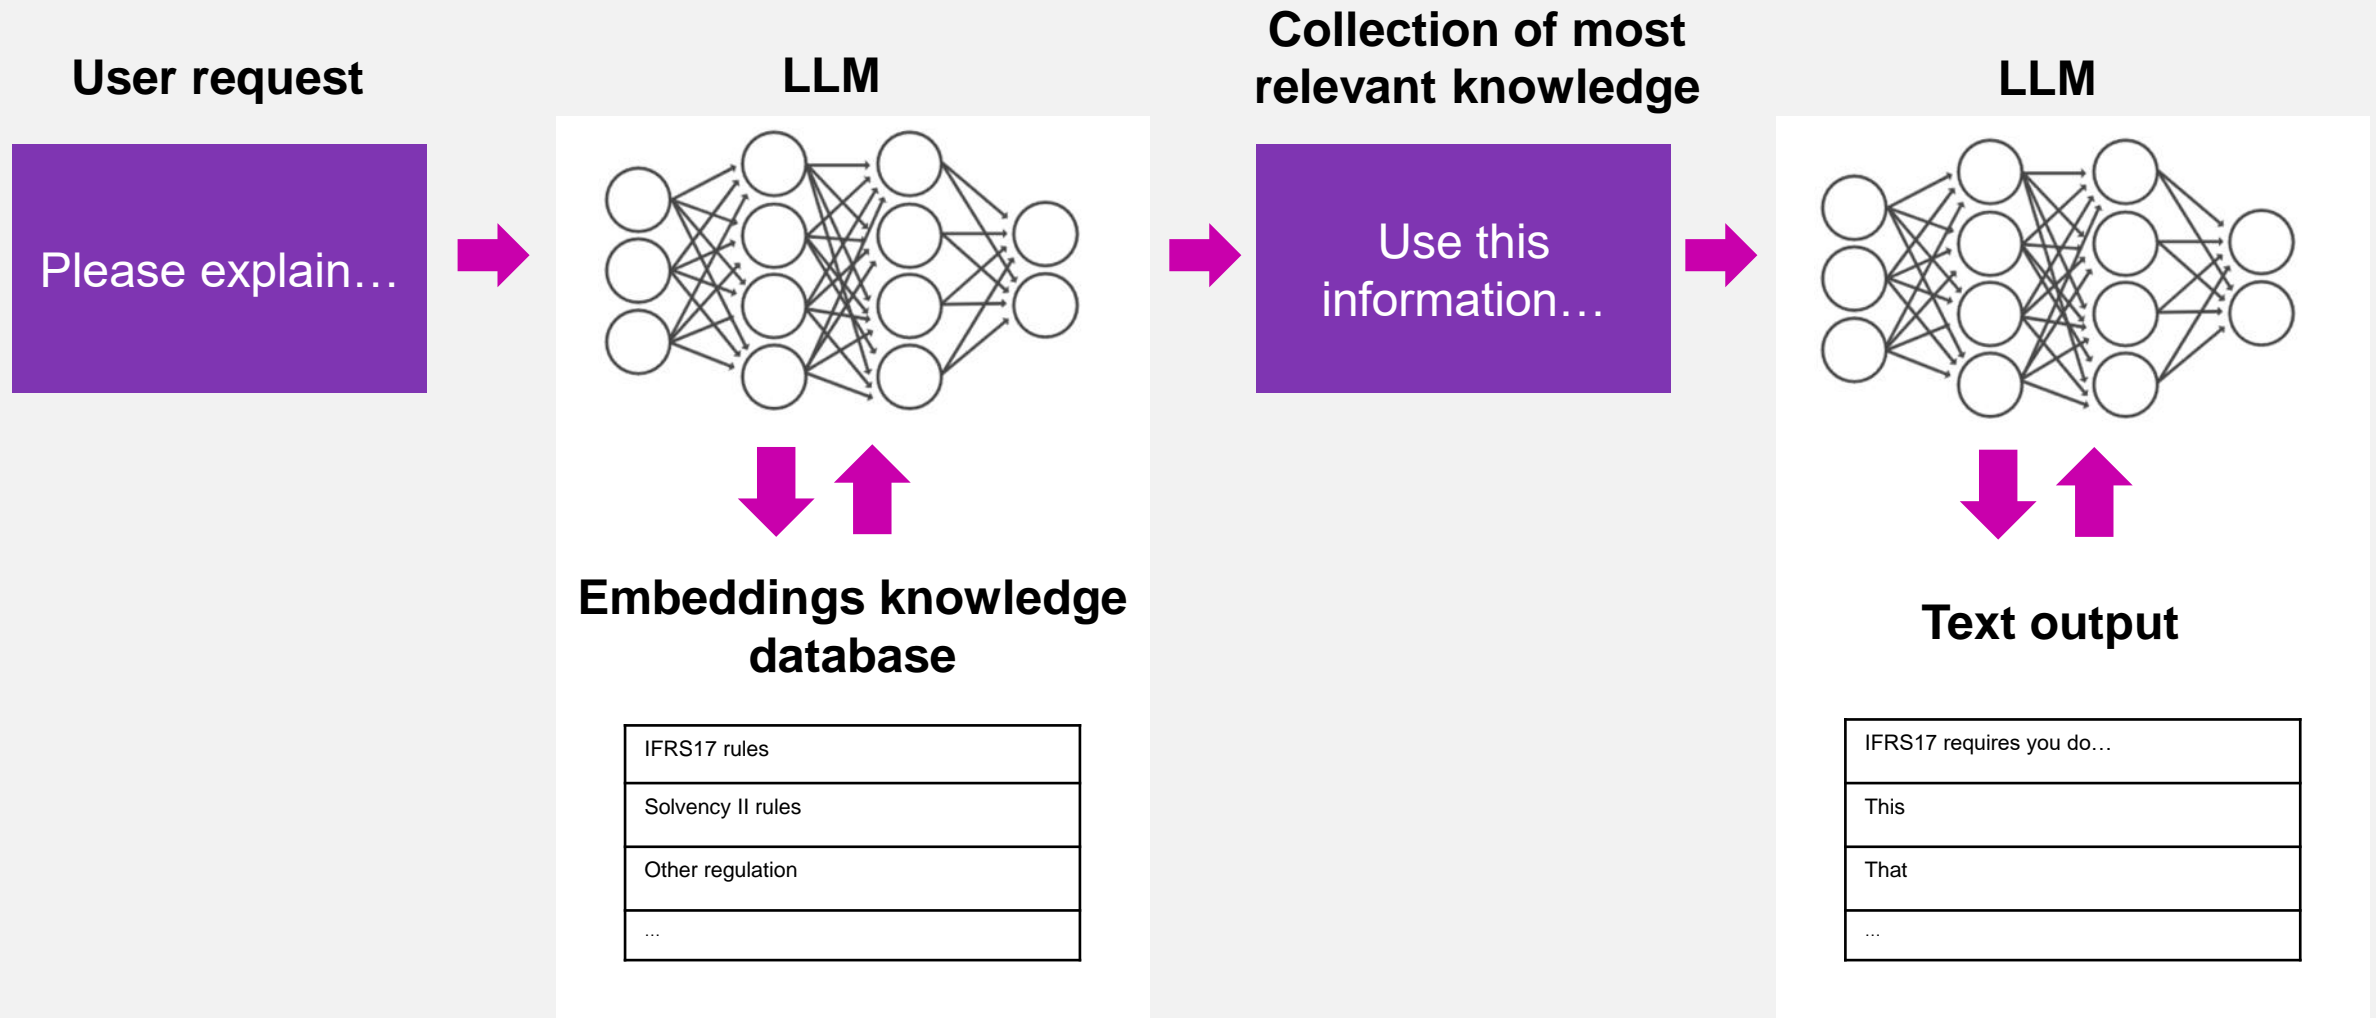 User request
Please explain…
LLM
Embeddings knowledge
database
IFRS17 rules
Solvency II rules
Other regulation
…
Collection of most
relevant knowledge
Use this
information…
LLM
Text output
IFRS17 requires you do…
This
That
…